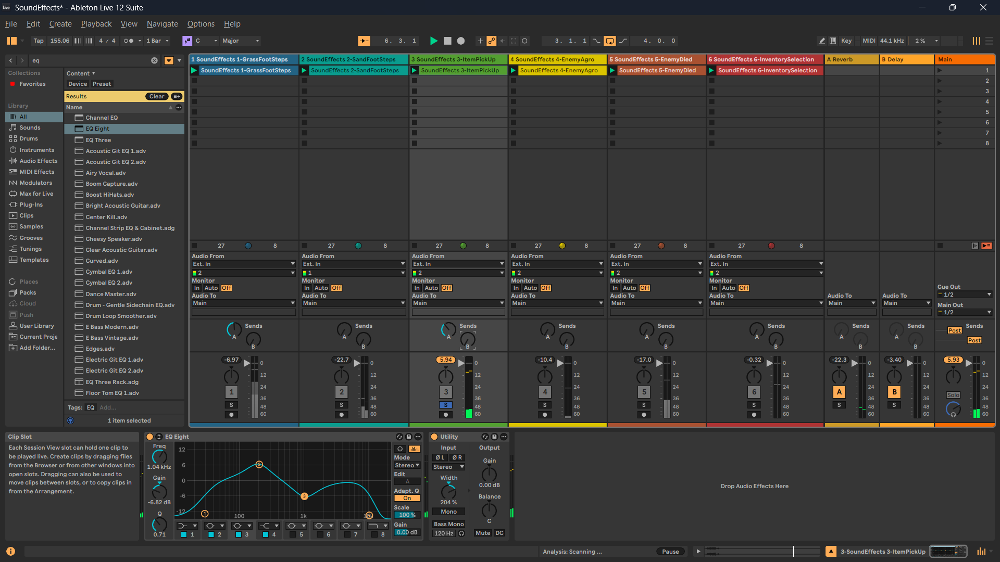 SoundEffects* - Ableton Live 12 Suite
File Edit Create Playback View Navigate Options Help
Tap 155.06 4 / 4 1 Bar C Major 6. 3. 1 3. 1. 1 4. 0. 0 Key MIDI 44.1 kHz 2 %
eq
Collections
Favorites
Library
All
Sounds
Drums
Instruments
Audio Effects
MIDI Effects
Modulators
Max for Live
Plug-Ins
Clips
Samples
Grooves
Tunings
Templates
Places
Packs
Cloud
Push
User Library
Current Proje
Add Folder...
Content
Device Preset
Results Clear
Name
Channel EQ
EQ Eight
EQ Three
Acoustic Git EQ 1.adv
Acoustic Git EQ 2.adv
Airy Vocal.adv
Boom Capture.adv
Boost HiHats.adv
Bright Acoustic Guitar.adv
Center Kill.adv
Channel Strip EQ & Cabinet.adg
Cheesy Speaker.adv
Clear Acoustic Guitar.adv
Curved.adv
Cymbal EQ 1.adv
Cymbal EQ 2.adv
Dance Master.adv
Drum - Gentle Sidechain EQ.adv
Drum Loop Smoother.adv
E Bass Modern.adv
E Bass Vintage.adv
Edges.adv
Electric Git EQ 1.adv
Electric Git EQ 2.adv
EQ Three Rack.adg
Floor Tom EQ 1.adv
Tags: EQ Add...
1 item selected
1 SoundEffects 1-GrassFootSteps 2 SoundEffects 2-SandFootSteps 3 SoundEffects 3-ItemPickUp 4 SoundEffects 4-EnemyAgro 5 SoundEffects 5-EnemyDied 6 SoundEffects 6-InventorySelection A Reverb B Delay Main
SoundEffects 1-GrassFootSteps SoundEffects 2-SandFootSteps SoundEffects 3-ItemPickUp SoundEffects 4-EnemyAgro SoundEffects 5-EnemyDied SoundEffects 6-InventorySelection 1
2
3
4
5
6
7
8
27 8 27 8 27 8 27 8 27 8 27 8
Audio From Audio From Audio From Audio From Audio From Audio From
Ext. In Ext. In Ext. In Ext. In Ext. In Ext. In
2 1 2 2 2 2
Monitor Monitor Monitor Monitor Monitor Monitor
In Auto Off In Auto Off In Auto Off In Auto Off In Auto Off In Auto Off Cue Out
1/2
Audio To Audio To Audio To Audio To Audio To Audio To Audio To Audio To
Main Main Main Main Main Main Main Main Main Out
1/2
Sends Sends Sends Sends Sends Sends Sends Sends Sends
A A A A A A A A Post
B B B B B B B B Post
-6.97 -22.7 5.94 -10.4 -17.0 -0.32 -22.3 -3.40 5.93
0 0 0 0 0 0 0 0
12 12 12 12 12 12 12 12
24 24 24 24 24 24 24 24
1 2 3 4 5 6 A B Solo
36 36 36 36 36 36 36 36
S S S S S S S S
48 48 48 48 48 48 48 48
60 60 60 60 60 60 60 60
Clip Slot
Each Session View slot can hold one clip to
be played live. Create clips by dragging files
from the Browser or from other windows into
open slots. Dragging can also be used to
move clips between slots, or to copy clips in
from the Arrangement.
EQ Eight
Freq
1.04 kHz
Gain
-6.82 dB
Q
0.71
12
6
0
-6
-12
100 1k 10k
1 2 3 4
1 2 3 4 5 6 7 8
Mode
Stereo
Edit
A
Adapt. Q
On
Scale
100 %
Gain
0.00 dB
Utility
Input
Ø L Ø R
Stereo
Width
204 %
Mono
Bass Mono
120 Hz
Output
Gain
0.00 dB
Balance
C
Mute DC
Drop Audio Effects Here
Analysis: Scanning ... Pause
3-SoundEffects 3-ItemPickUp